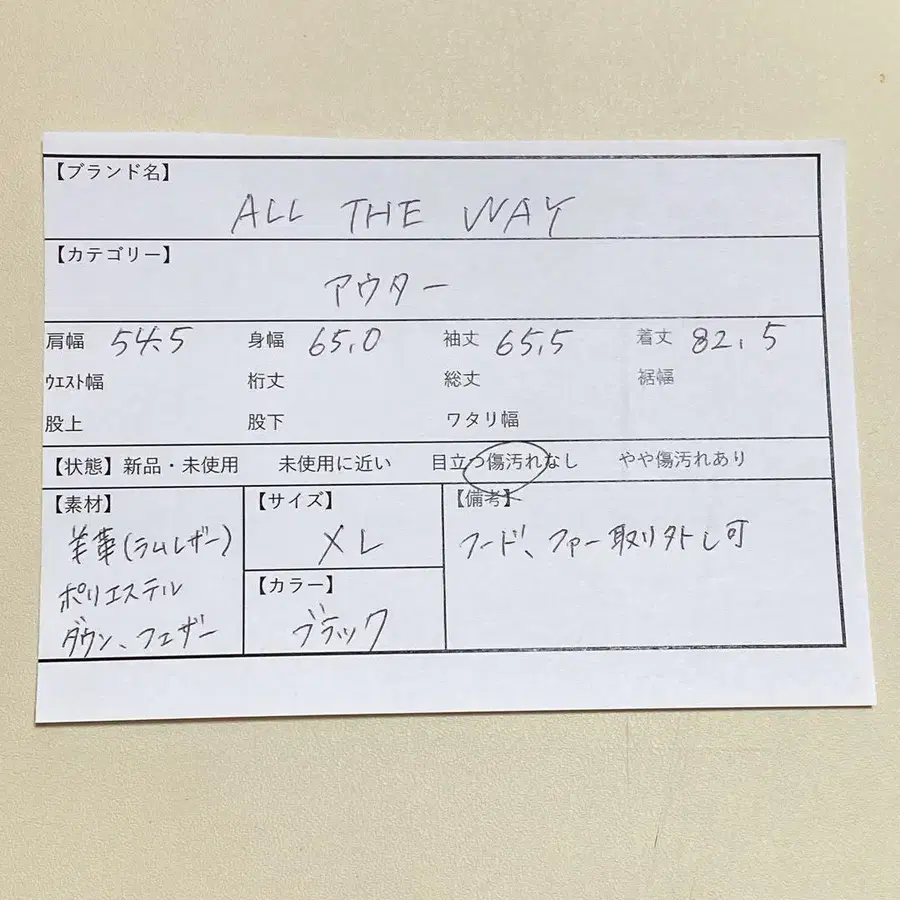 【ブランド名】
ALL THE WAY
【カテゴリー】
アウター
肩幅 54.5 身幅 65.0 袖丈 65.5 着丈 82.5
ウエスト幅 裄丈 総丈 裾幅
股上 股下 ワタリ幅
【状態】新品・未使用 未使用に近い 目立つ傷汚れなし やや傷汚れあり
【素材】
羊革(ラムレザー)
ポリエステル
ダウン、フェザー
【サイズ】
XL
【カラー】
ブラック
【備考】
フード、ファー取り外し可